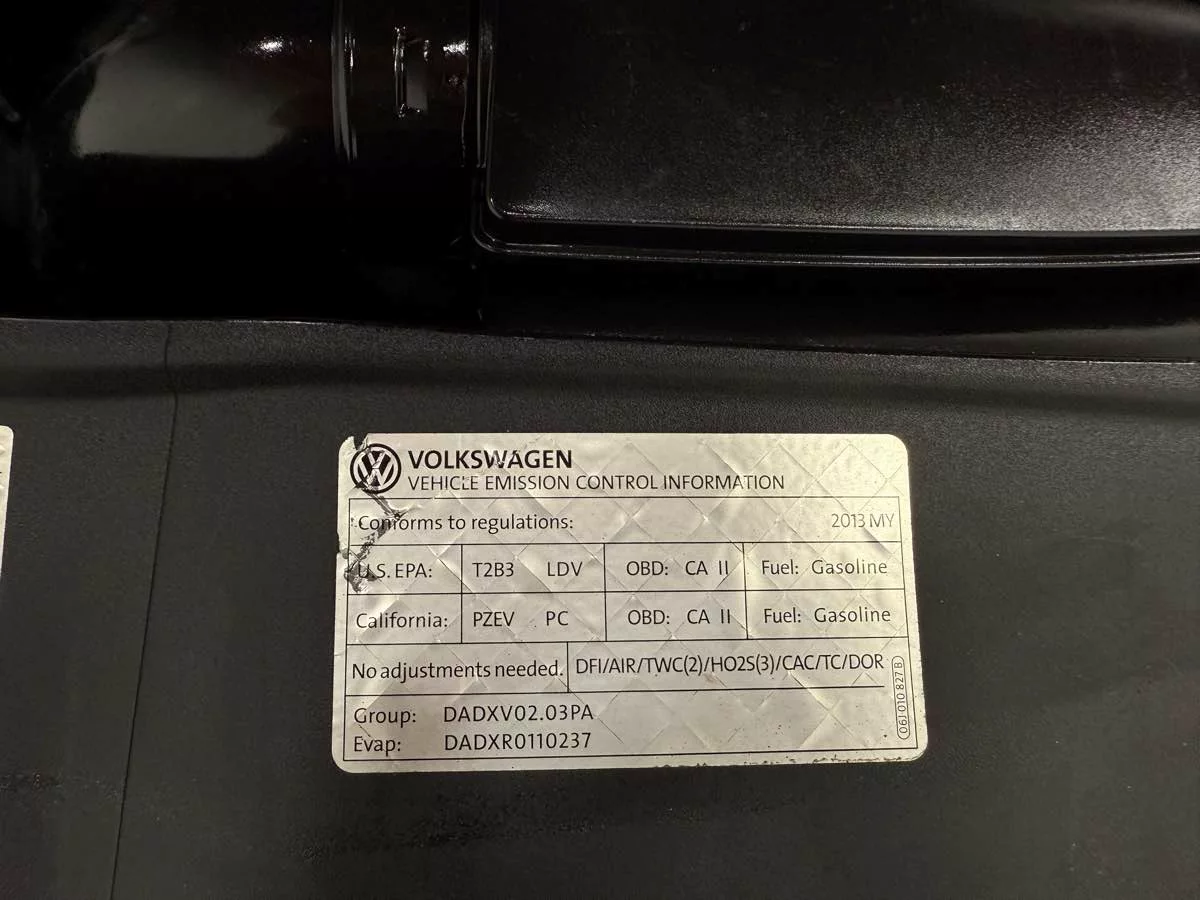 VOLKSWAGEN
VEHICLE EMISSION CONTROL INFORMATION
Conforms to regulations: 2013 MY
U.S. EPA: T2B3 LDV OBD: CA II Fuel: Gasoline
California: PZEV PC OBD: CA II Fuel: Gasoline
No adjustments needed. DFI/AIR/TWC(2)/HO2S(3)/CAC/TC/DOR
Group: DADXV02.03PA
Evap: DADXR0110237
06J 010 827 B